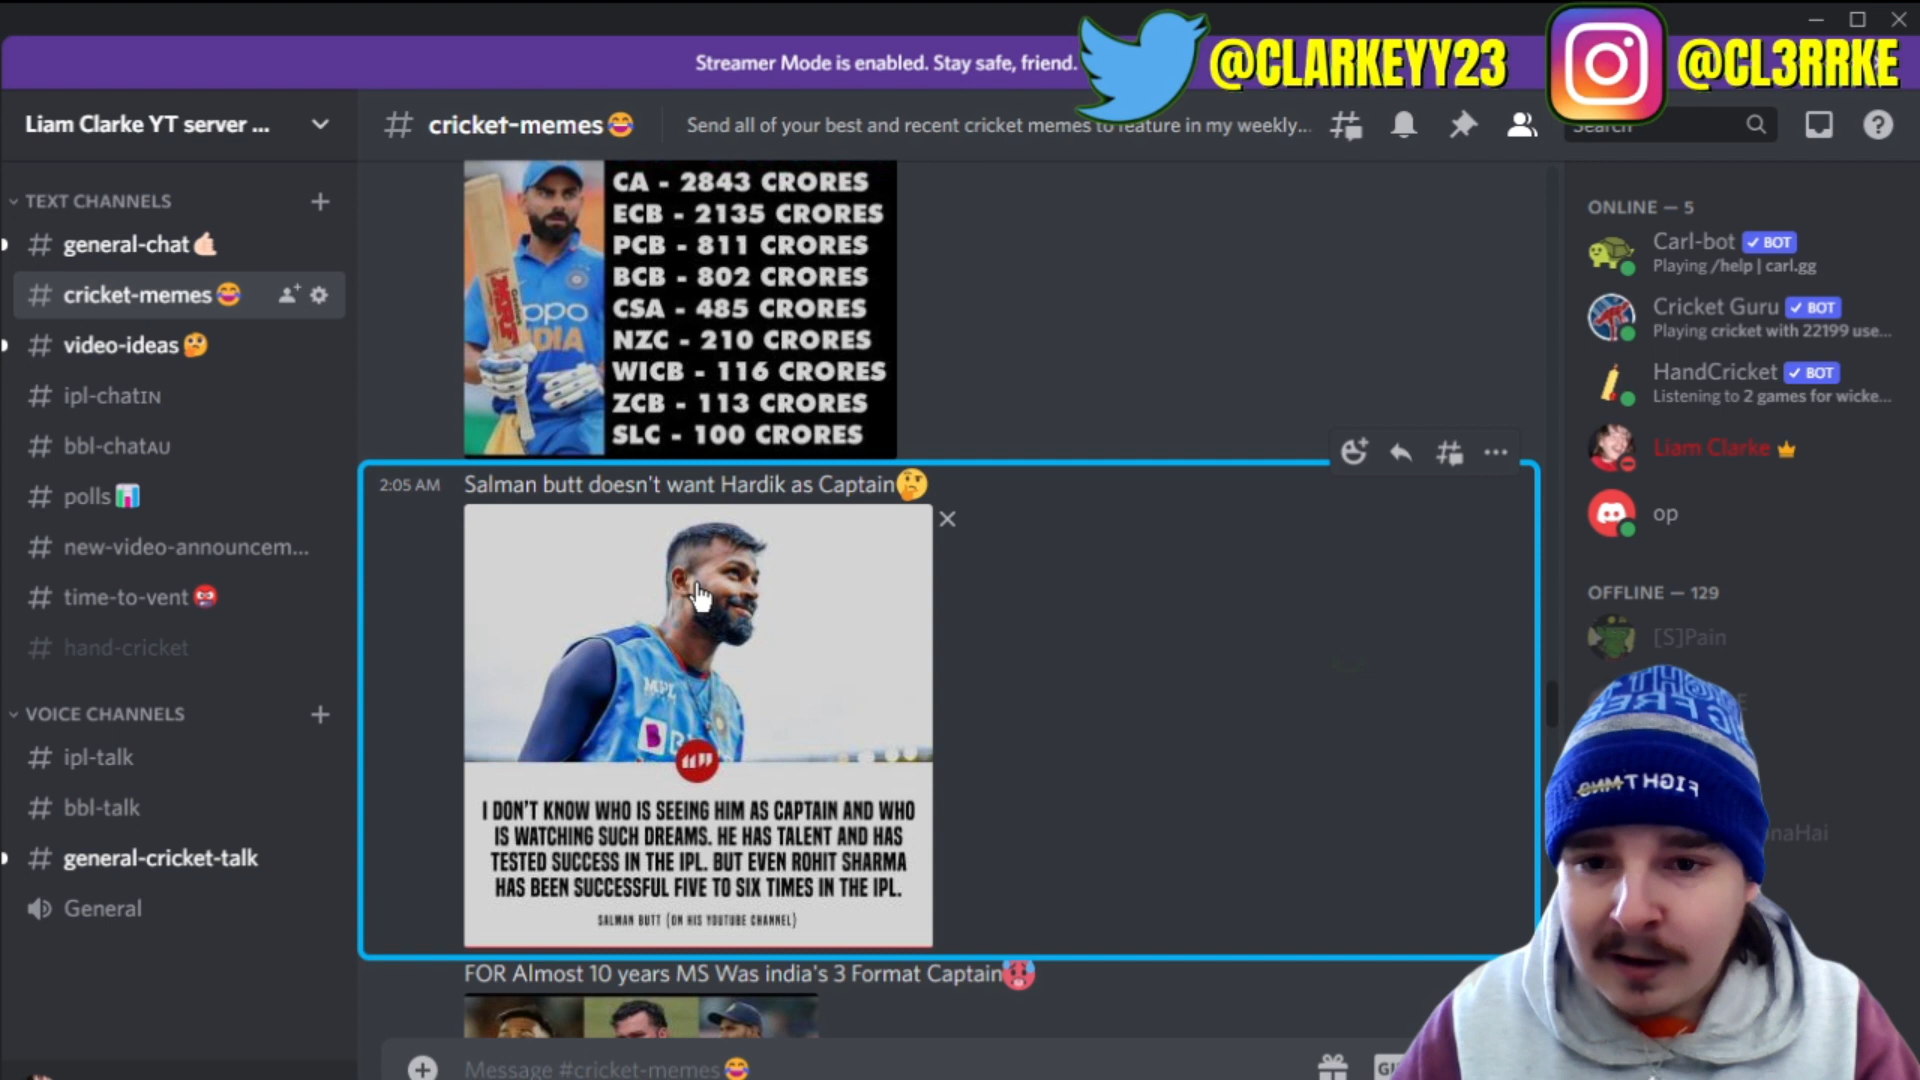 @CLARKEYY23
@CL3RRKE
Streamer Mode is enabled. Stay safe, friend.
Liam Clarke YT server ...
cricket-memes😂
Send all of your best and recent cricket memes to feature in my weekly...
Search
TEXT CHANNELS
general-chat🤙🏻
cricket-memes😂
video-ideas🤔
ipl-chatIN
bbl-chatAU
polls📊
new-video-announcem...
time-to-vent👹
hand-cricket
VOICE CHANNELS
ipl-talk
bbl-talk
general-cricket-talk
General
CA - 2843 CRORES
ECB - 2135 CRORES
PCB - 811 CRORES
BCB - 802 CRORES
CSA - 485 CRORES
NZC - 210 CRORES
WICB - 116 CRORES
ZCB - 113 CRORES
SLC - 100 CRORES
oppo
INDIA
2:05 AM
Salman butt doesn't want Hardik as Captain🤔
MPL
I DON'T KNOW WHO IS SEEING HIM AS CAPTAIN AND WHO
IS WATCHING SUCH DREAMS. HE HAS TALENT AND HAS
TESTED SUCCESS IN THE IPL. BUT EVEN ROHIT SHARMA
HAS BEEN SUCCESSFUL FIVE TO SIX TIMES IN THE IPL.
SALMAN BUTT (ON HIS YOUTUBE CHANNEL)
FOR Almost 10 years MS Was india's 3 Format Captain🥵
Message #cricket-memes😂
ONLINE — 5
Carl-bot ✓ BOT
Playing /help | carl.gg
Cricket Guru ✓ BOT
Playing cricket with 22199 use...
HandCricket ✓ BOT
Listening to 2 games for wicke...
Liam Clarke
op
OFFLINE — 129
[S]Pain